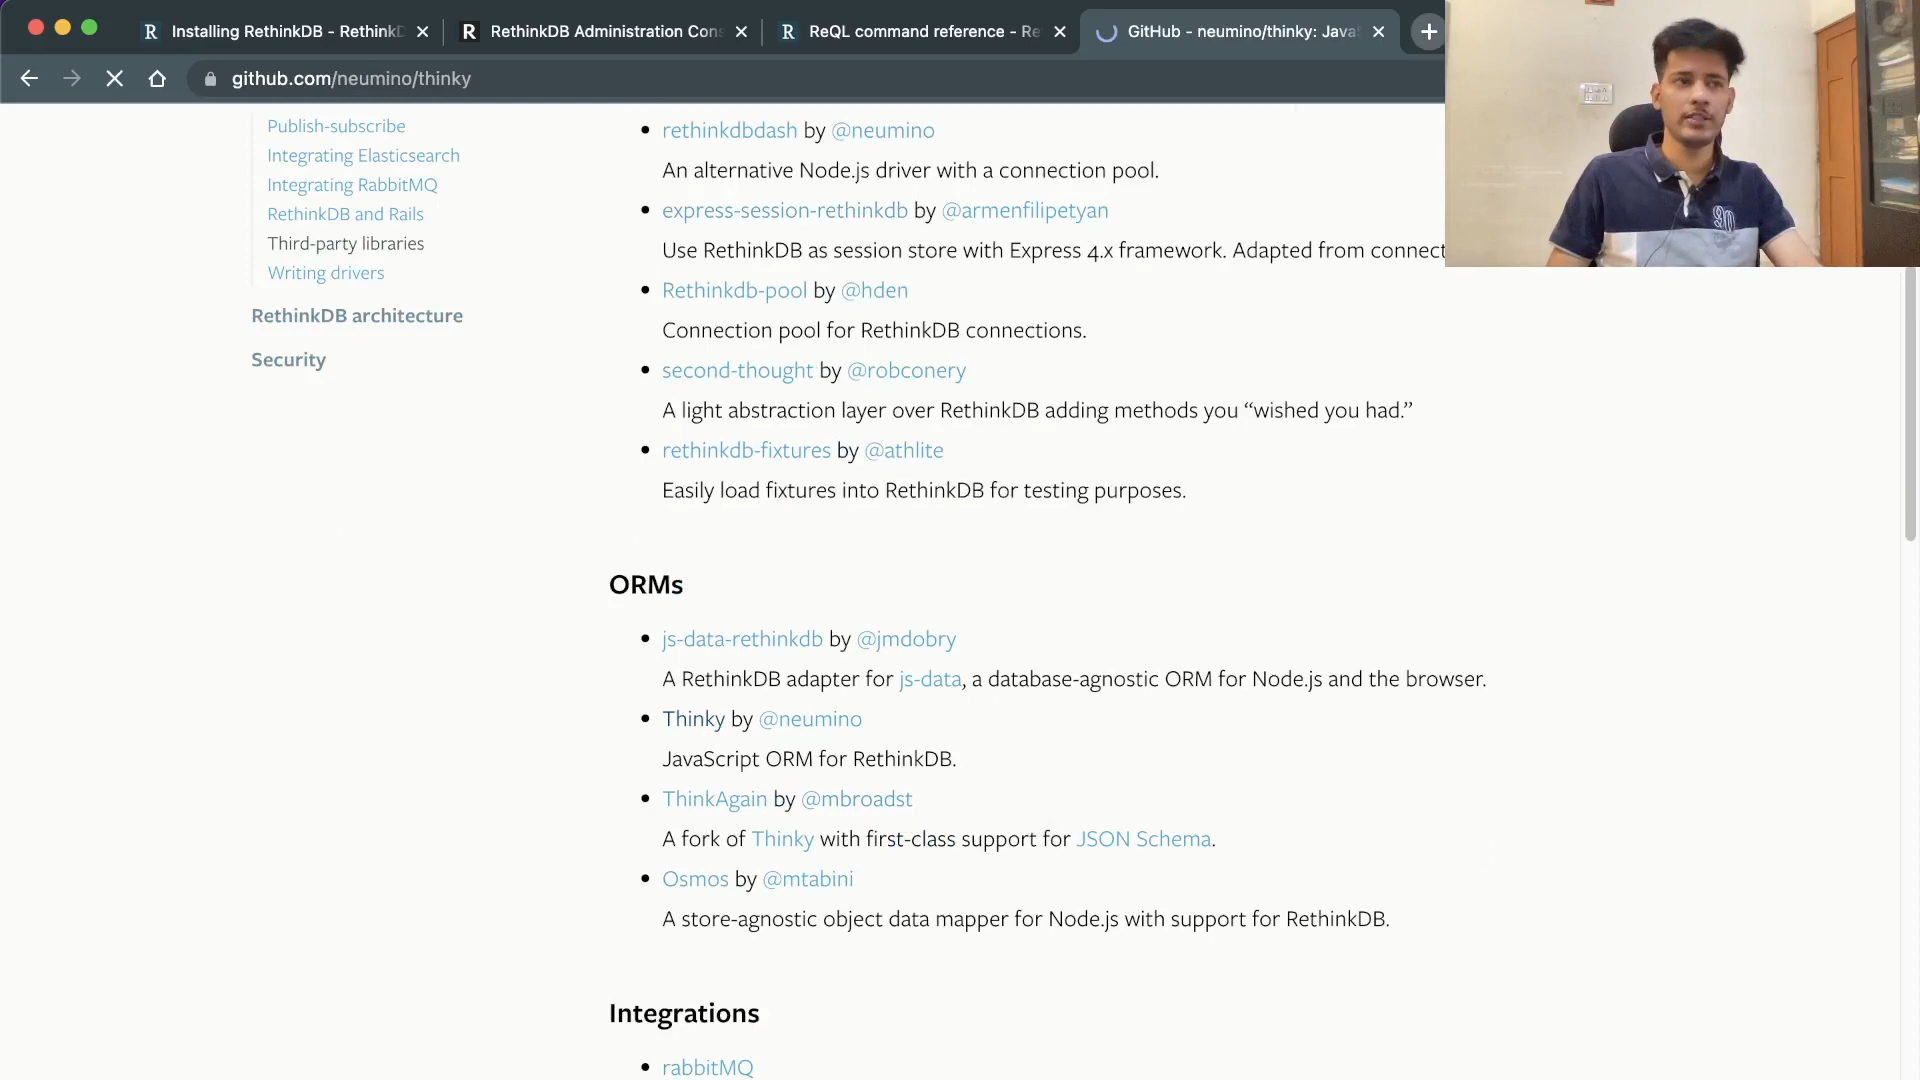 Installing RethinkDB - Rethink
RethinkDB Administration Con
ReQL command reference - Re
GitHub - neumino/thinky: Java
github.com/neumino/thinky
Publish-subscribe
Integrating Elasticsearch
Integrating RabbitMQ
RethinkDB and Rails
Third-party libraries
Writing drivers
RethinkDB architecture
Security
rethinkdbdash by @neumino
An alternative Node.js driver with a connection pool.
express-session-rethinkdb by @armenfilipetyan
Use RethinkDB as session store with Express 4.x framework. Adapted from connect
Rethinkdb-pool by @hden
Connection pool for RethinkDB connections.
second-thought by @robconery
A light abstraction layer over RethinkDB adding methods you “wished you had.”
rethinkdb-fixtures by @athlite
Easily load fixtures into RethinkDB for testing purposes.
ORMs
js-data-rethinkdb by @jmdobry
A RethinkDB adapter for js-data, a database-agnostic ORM for Node.js and the browser.
Thinky by @neumino
JavaScript ORM for RethinkDB.
ThinkAgain by @mbroadst
A fork of Thinky with first-class support for JSON Schema.
Osmos by @mtabini
A store-agnostic object data mapper for Node.js with support for RethinkDB.
Integrations
rabbitMQ